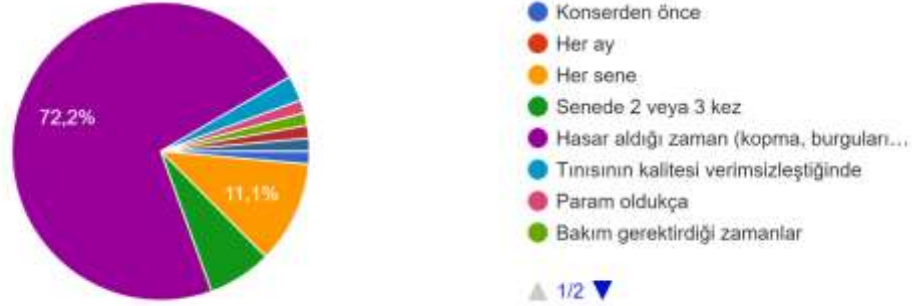 72,2%
11,1%
Konserden önce
Her ay
Her sene
Senede 2 veya 3 kez
Hasar aldığı zaman (kopma, burguları...
Tınısının kalitesi verimsizleştiğinde
Param oldukça
Bakım gerektirdiği zamanlar
1/2